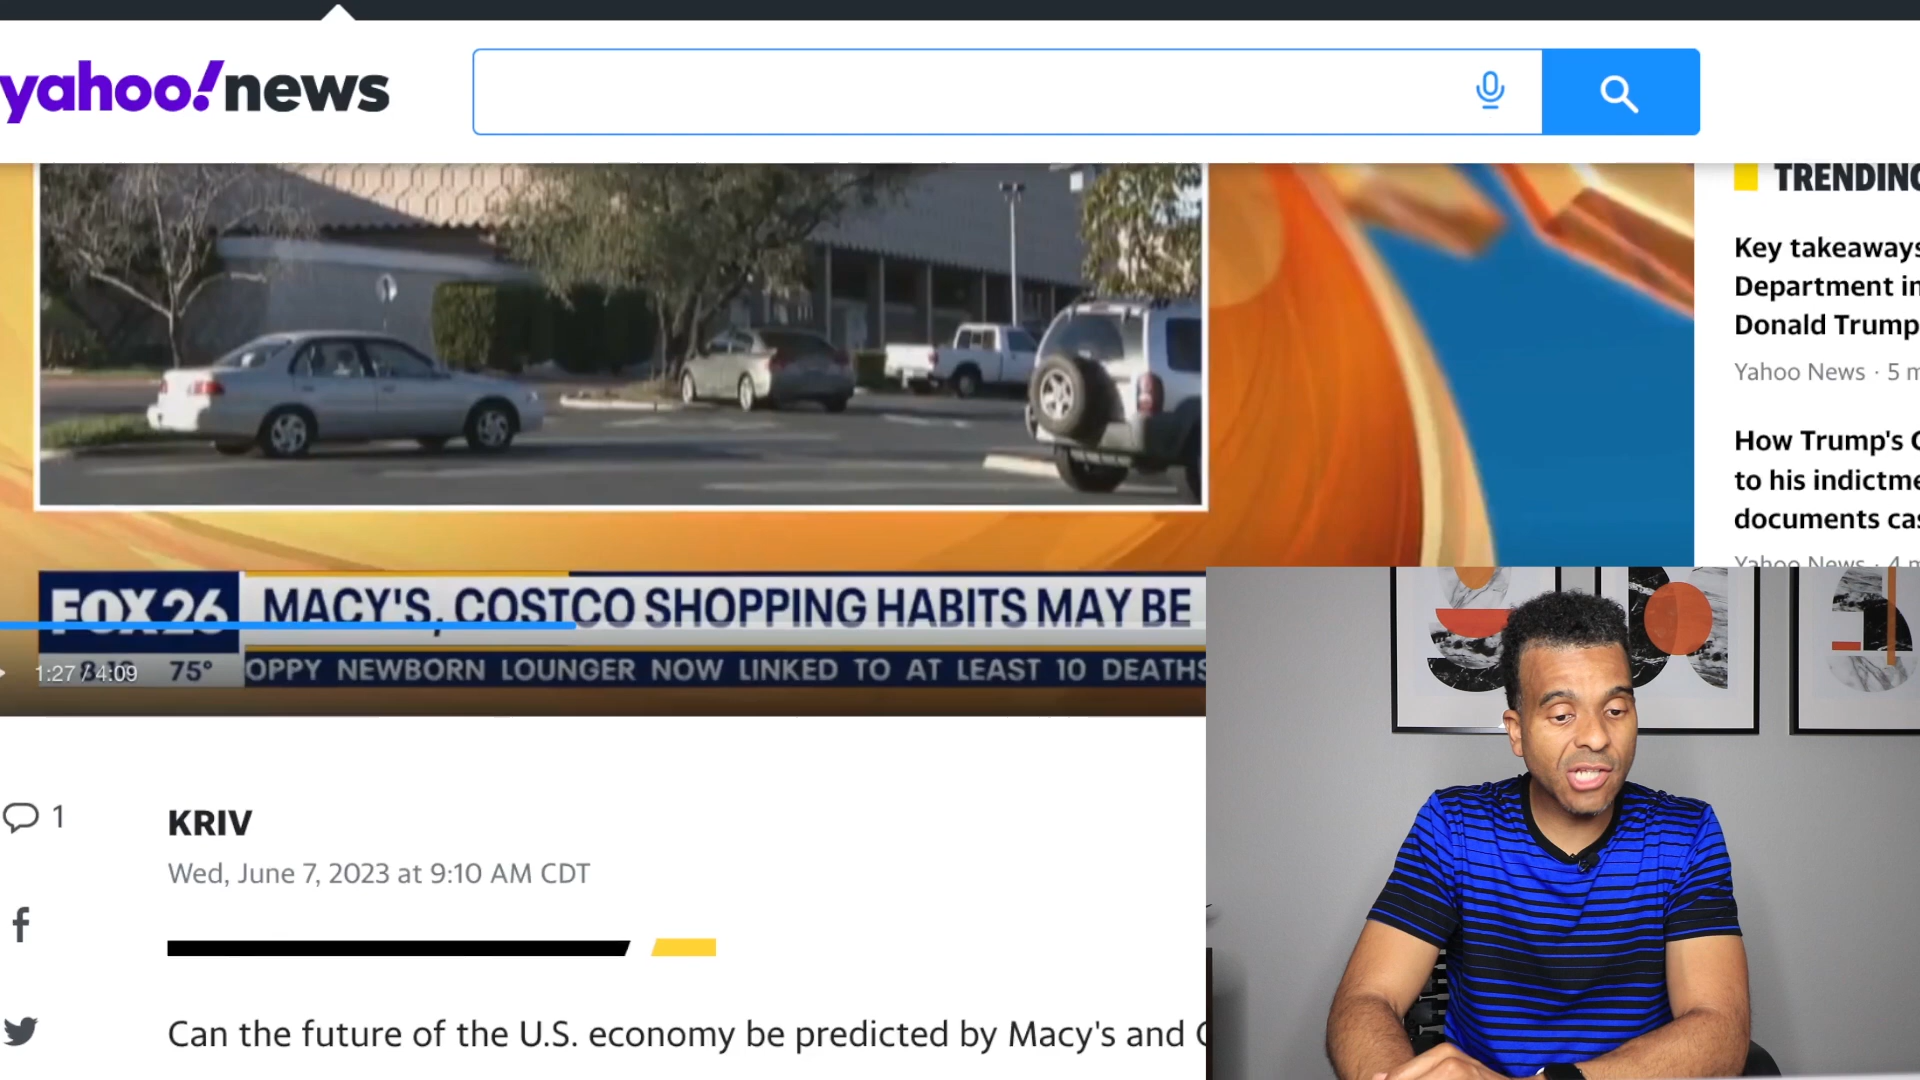 yahoo!news
TRENDING
Key takeaways
Department in
Donald Trump
Yahoo News · 5 m
How Trump's
to his indictme
documents cas
Yahoo News · 4 m
FOX 26 MACY'S, COSTCO SHOPPING HABITS MAY BE
1:27 / 4:09 75° OPPY NEWBORN LOUNGER NOW LINKED TO AT LEAST 10 DEATHS
1
KRIV
Wed, June 7, 2023 at 9:10 AM CDT
Can the future of the U.S. economy be predicted by Macy's and